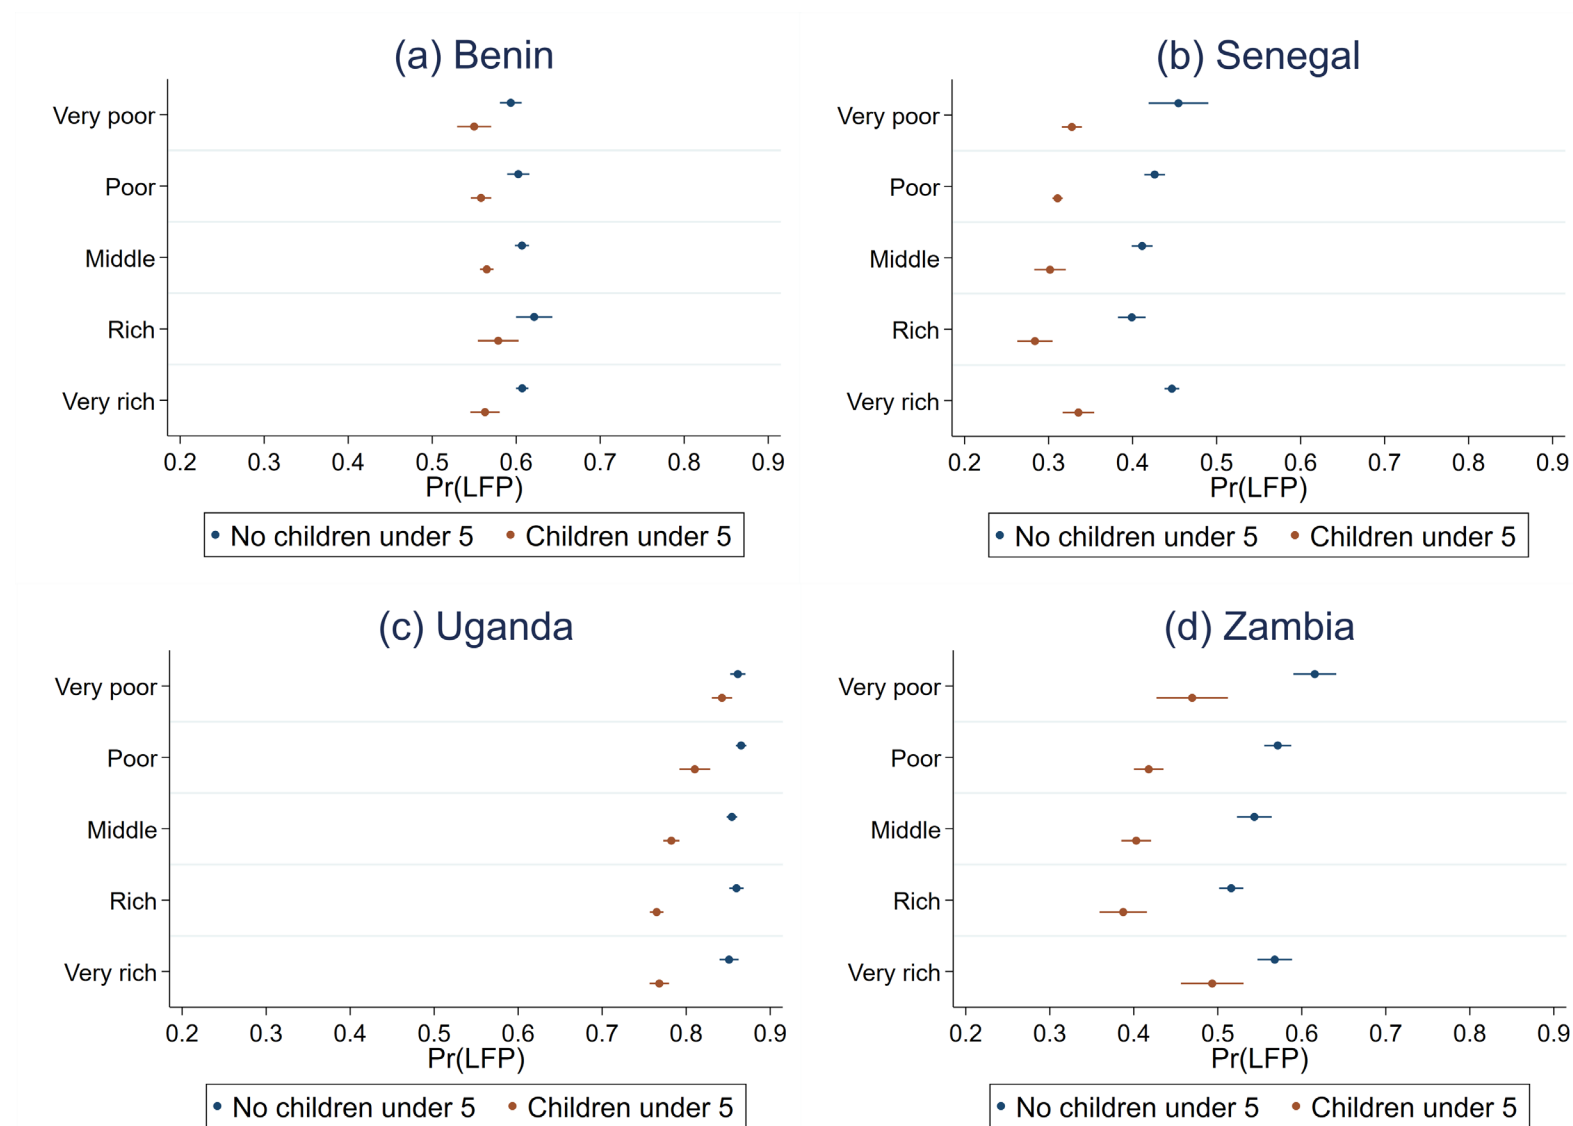 (a) Benin
Very poor
Poor
Middle
Rich
Very rich
0.2 0.3 0.4 0.5 0.6 0.7 0.8 0.9
Pr(LFP)
No children under 5 Children under 5
(b) Senegal
Very poor
Poor
Middle
Rich
Very rich
0.2 0.3 0.4 0.5 0.6 0.7 0.8 0.9
Pr(LFP)
No children under 5 Children under 5
(c) Uganda
Very poor
Poor
Middle
Rich
Very rich
0.2 0.3 0.4 0.5 0.6 0.7 0.8 0.9
Pr(LFP)
No children under 5 Children under 5
(d) Zambia
Very poor
Poor
Middle
Rich
Very rich
0.2 0.3 0.4 0.5 0.6 0.7 0.8 0.9
Pr(LFP)
No children under 5 Children under 5